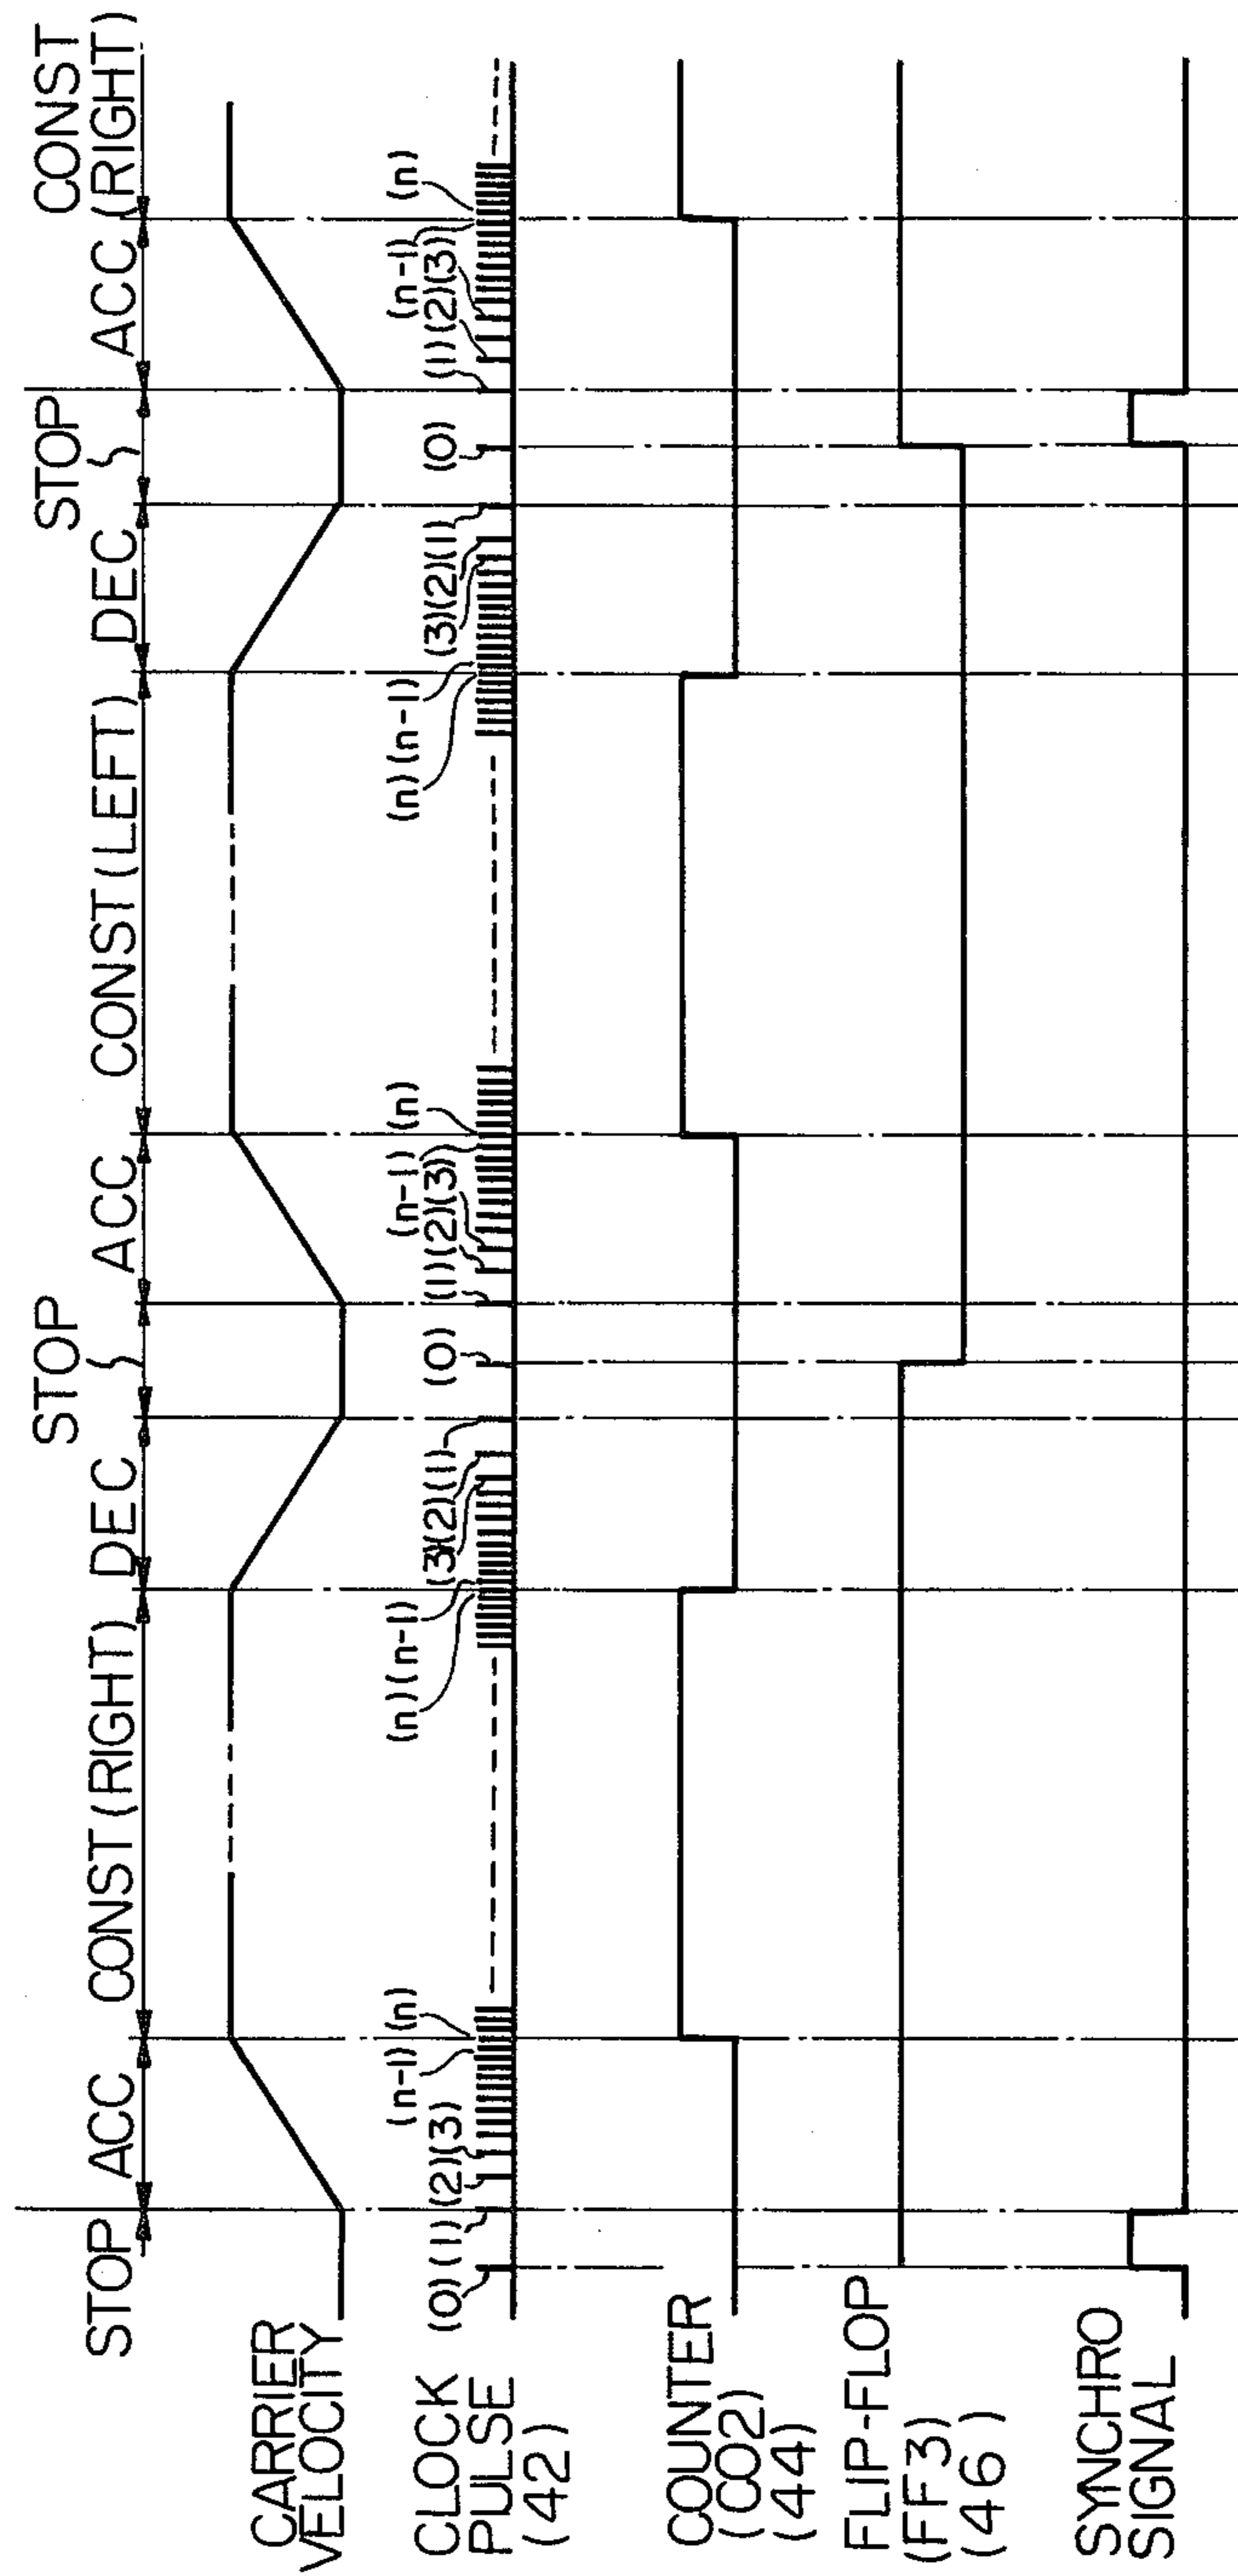 STOP
ACC
CONST (RIGHT)
DEC
STOP
ACC
CONST (LEFT)
DEC
STOP
ACC
CONST
(RIGHT)
CARRIER
VELOCITY
CLOCK
PULSE
(42)
(0) (1) (2)(3)
(n-1) (n)
(n)(n-1)
(3)(2)(1)
(0)
(1)(2)(3)
(n-1) (n)
(n)(n-1)
(3)(2)(1)
(0)
(1)(2)(3)
(n-1) (n)
COUNTER
(CO2)
(44)
FLIP-FLOP
(FF3)
(46)
SYNCHRO
SIGNAL